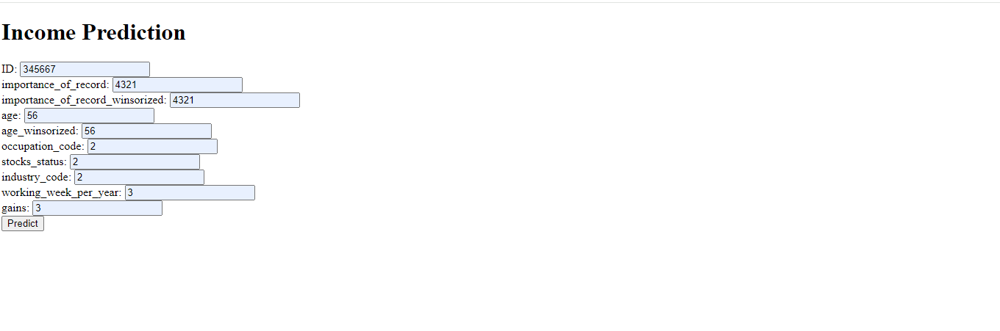 Income Prediction
ID: 345667
importance_of_record: 4321
importance_of_record_winsorized: 4321
age: 56
age_winsorized: 56
occupation_code: 2
stocks_status: 2
industry_code: 2
working_week_per_year: 3
gains: 3
Predict